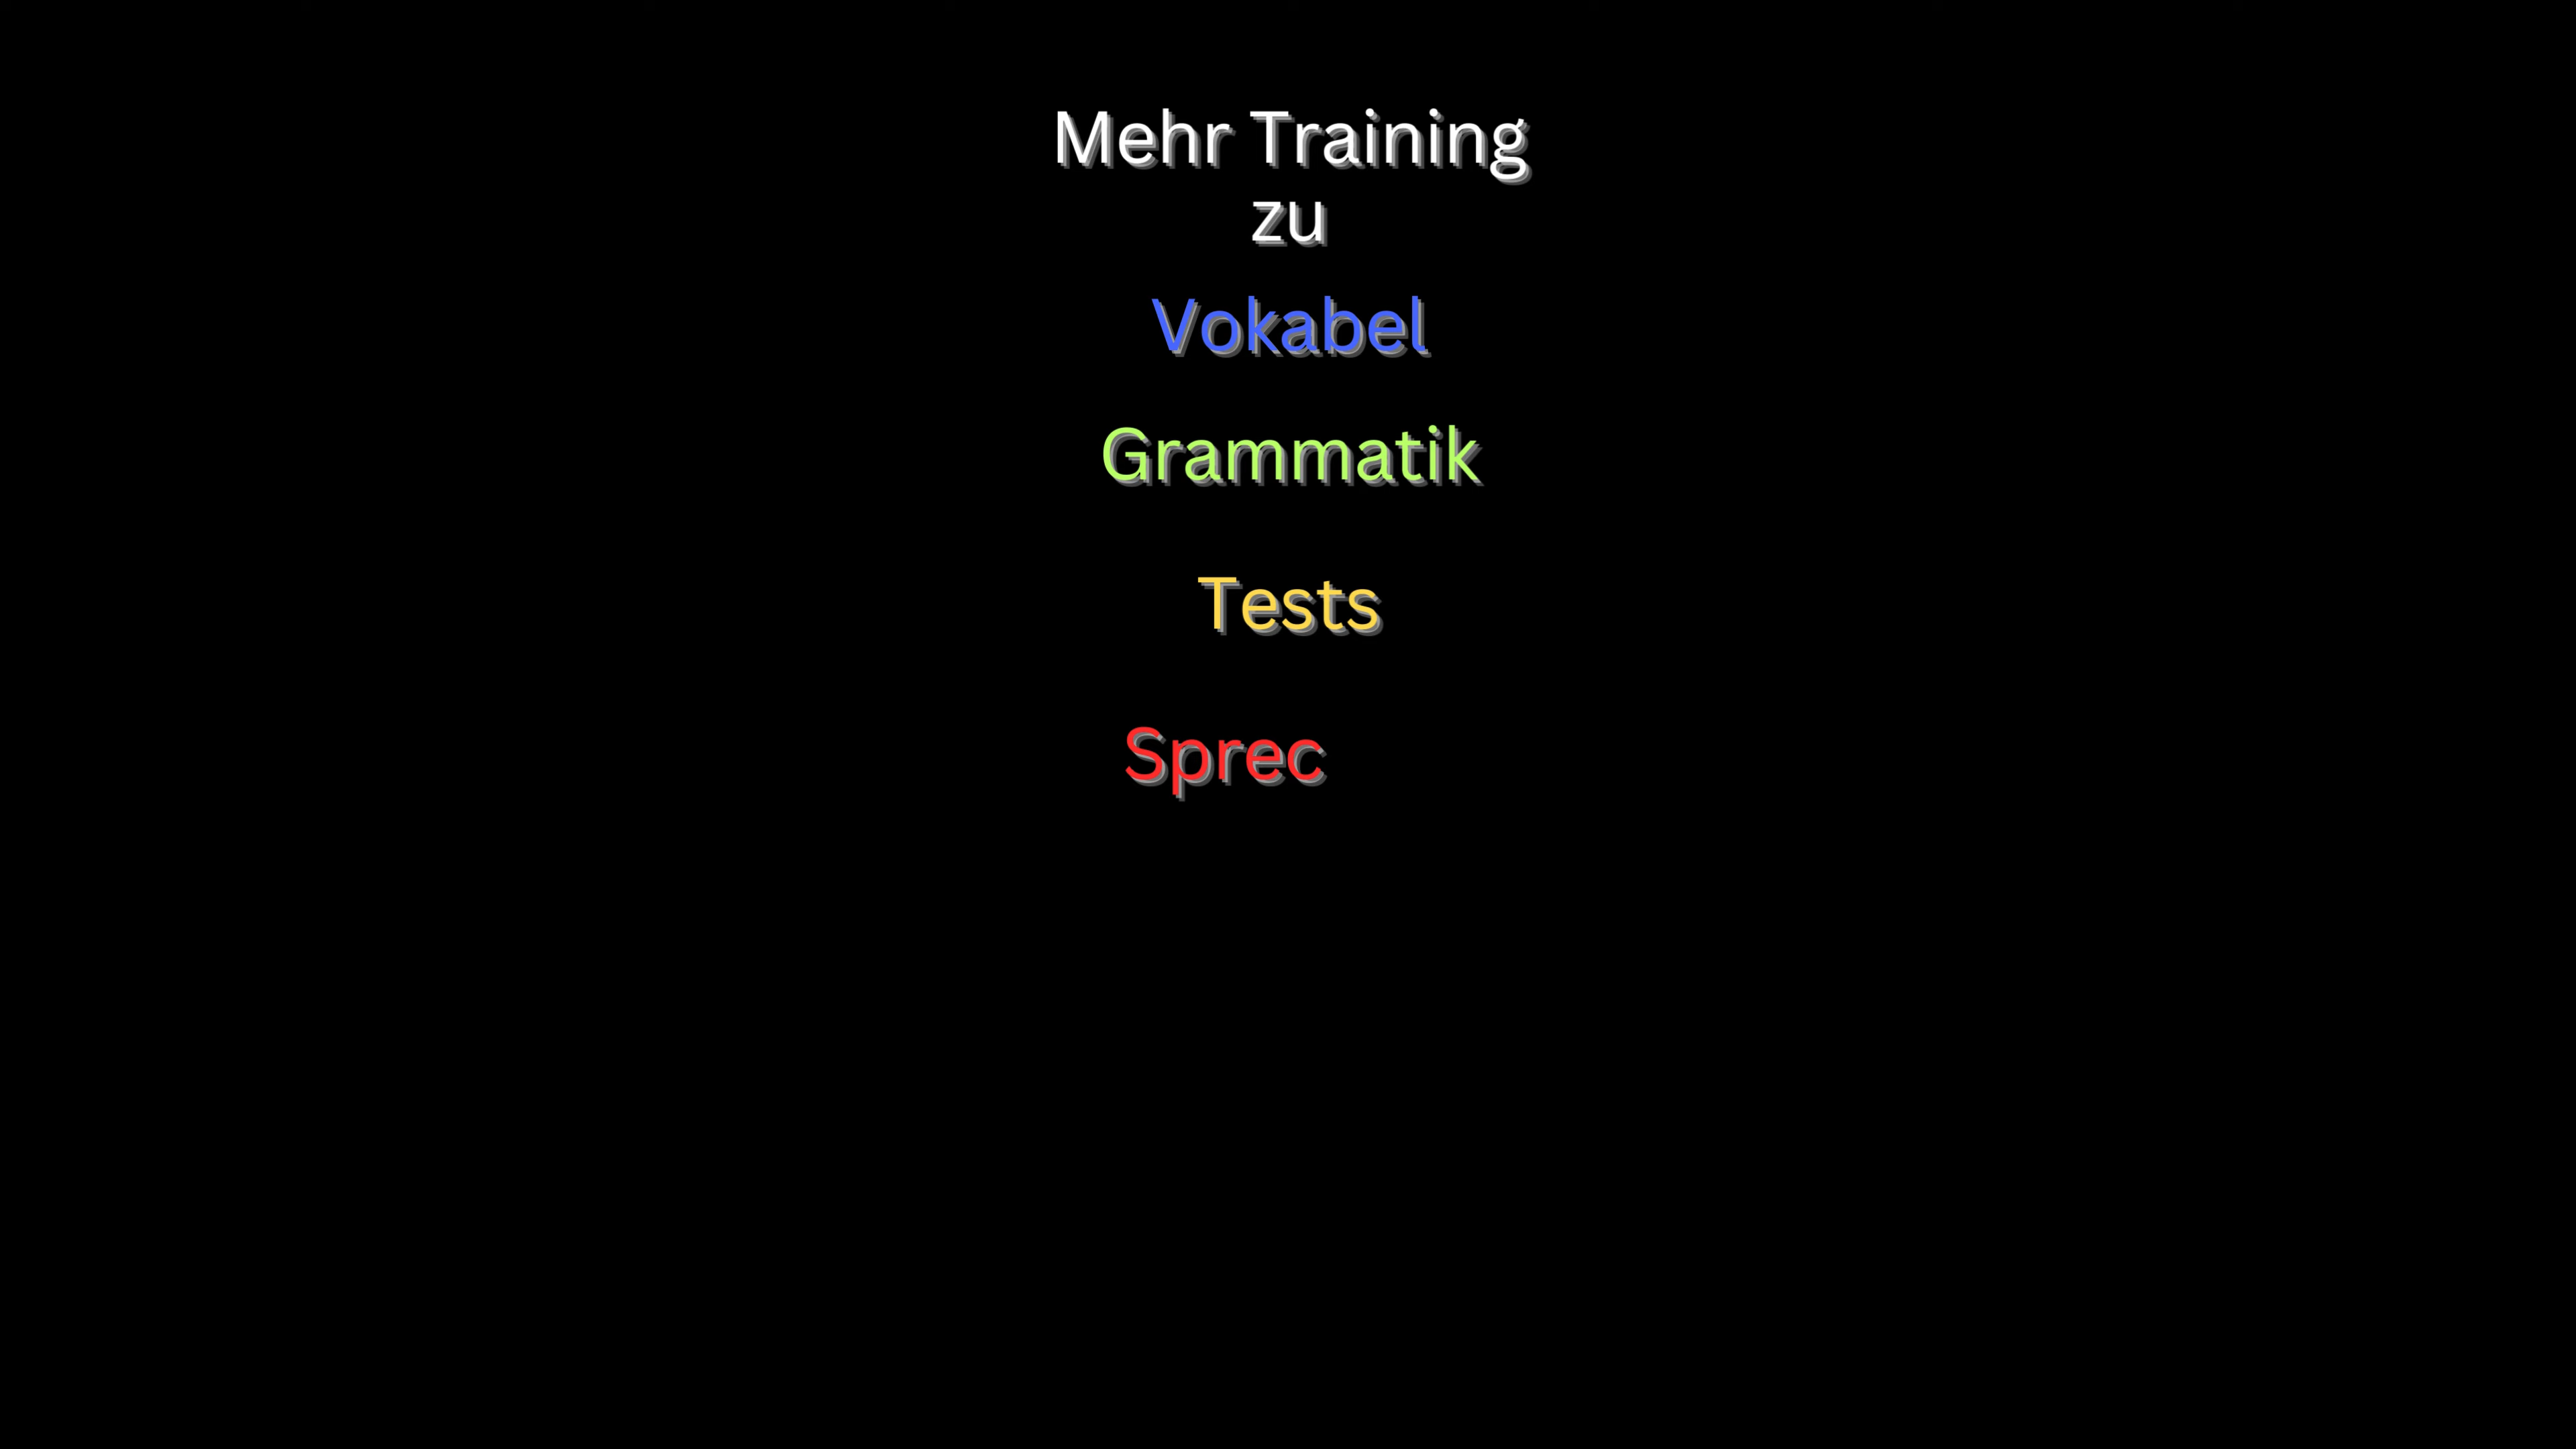 Mehr Training
zu
Vokabel
Grammatik
Tests
Sprec